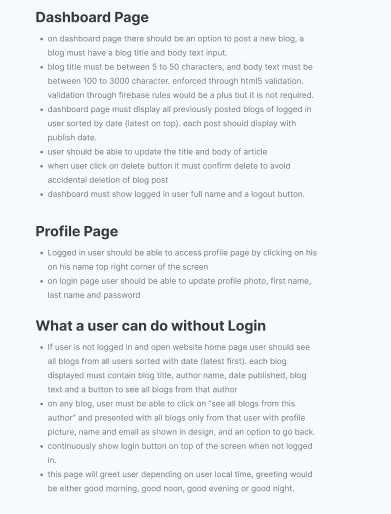 Dashboard Page
• on dashboard page there should be an option to post a new blog, a
blog must have a blog title and body text input.
• blog title must be between 5 to 50 characters, and body text must be
between 100 to 3000 character. enforced through html5 validation.
validation through firebase rules would be a plus but it is not required.
• dashboard page must display all previously posted blogs of logged in
user sorted by date (latest on top). each post should display with
publish date.
• user should be able to update the title and body of article
• when user click on delete button it must confirm delete to avoid
accidental deletion of blog post
• dashboard must show logged in user full name and a logout button.
Profile Page
• Logged in user should be able to access profile page by clicking on his
on his name top right corner of the screen
• on login page user should be able to update profile photo, first name,
last name and password
What a user can do without Login
• If user is not logged in and open website home page user should see
all blogs from all users sorted with date (latest first). each blog
displayed must contain blog title, author name, date published, blog
text and a button to see all blogs from that author
• on any blog, user must be able to click on "see all blogs from this
author" and presented with all blogs only from that user with profile
picture, name and email as shown in design, and an option to go back.
• continuously show login button on top of the screen when not logged
in.
• this page will greet user depending on user local time, greeting would
be either good morning, good noon, good evening or good night.